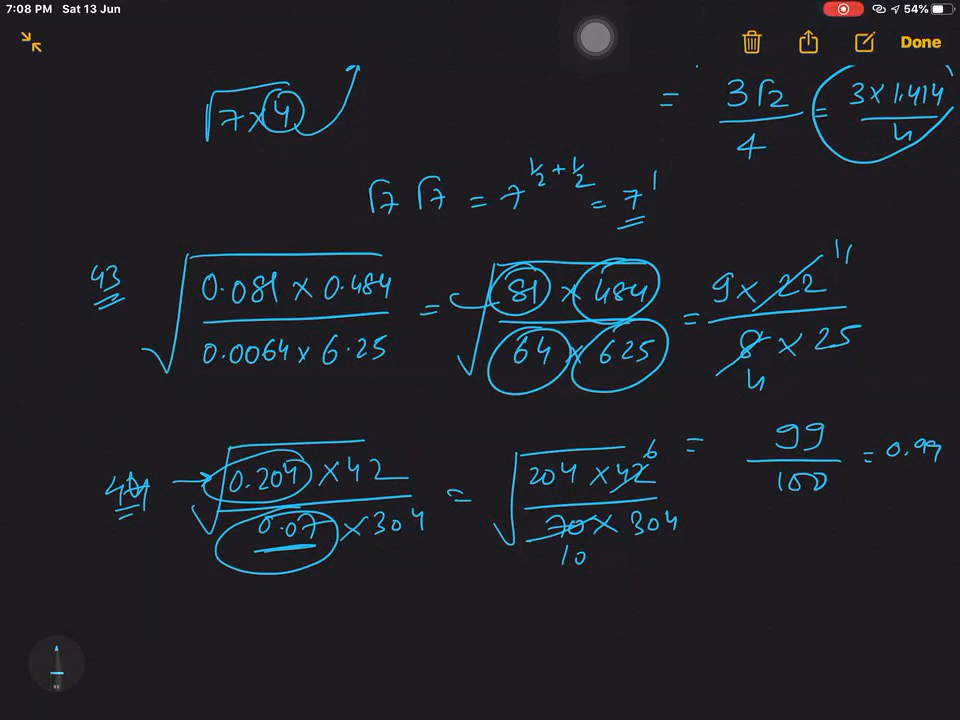 7:08 PM Sat 13 Jun 54%
Done
√7×4
= 3√2/4 = 3×1.414/4
√7 √7 = 7^(1/2 + 1/2) = 7^1
43 √(0.081 × 0.484 / 0.0064 × 6.25) = √(81 × 484 / 64 × 625) = 9 × 22 11 / 8 4 × 25
= 99/100 = 0.99
√(0.204 × 42 / 0.07 × 304) = √(204 × 42 6 / 70 10 × 304)